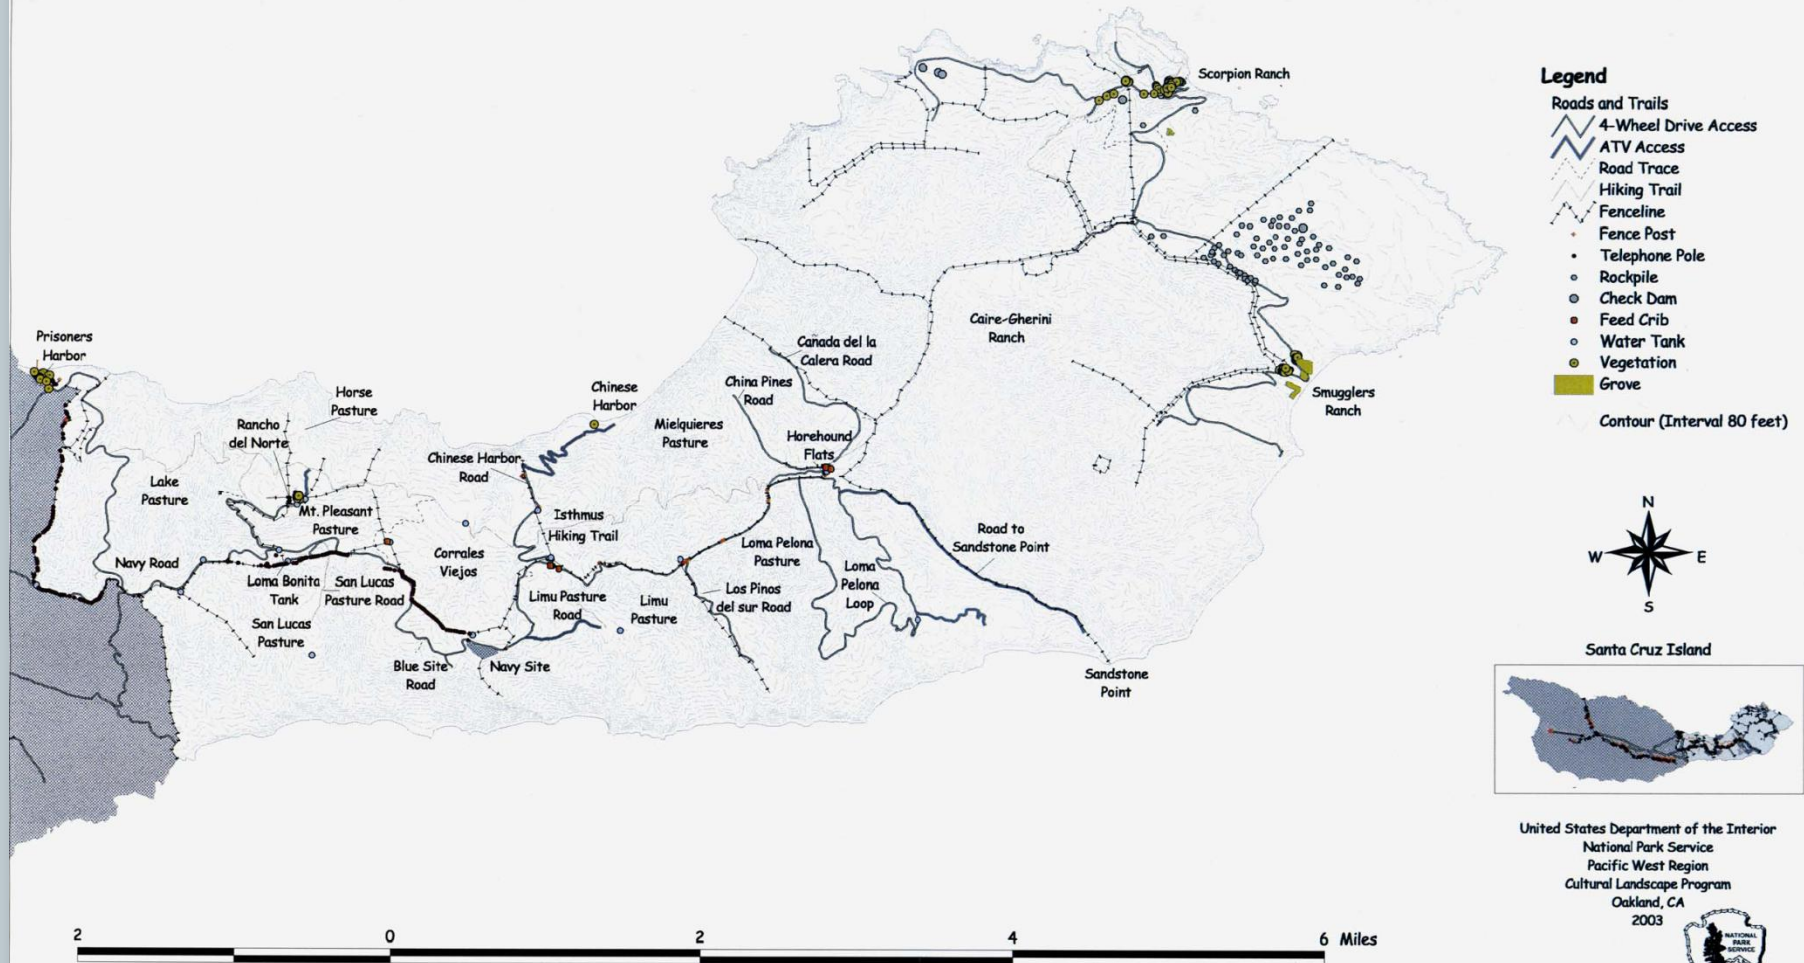 Scorpion Ranch
Prisoners
Harbor
Horse
Pasture
Rancho
del Norte
Lake
Pasture
Mt. Pleasant
Pasture
Navy Road
Loma Bonita
Tank
San Lucas
Pasture Road
San Lucas
Pasture
Corrales
Viejos
Blue Site
Road
Navy Site
Chinese
Harbor
Chinese Harbor
Road
Isthmus
Hiking Trail
Limu Pasture
Road
Limu
Pasture
Mielquieres
Pasture
China Pines
Road
Canada del la
Calera Road
Horehound
Flats
Caire-Gherini
Ranch
Loma Pelona
Pasture
Los Pinos
del sur Road
Loma
Pelona
Loop
Road to
Sandstone Point
Sandstone
Point
Smugglers
Ranch
Legend
Roads and Trails
4-Wheel Drive Access
ATV Access
Road Trace
Hiking Trail
Fenceline
Fence Post
Telephone Pole
Rockpile
Check Dam
Feed Crib
Water Tank
Vegetation
Grove
Contour (Interval 80 feet)
N
W E
S
Santa Cruz Island
United States Department of the Interior
National Park Service
Pacific West Region
Cultural Landscape Program
Oakland, CA
2003
NATIONAL
PARK
SERVICE
2 0 2 4 6 Miles